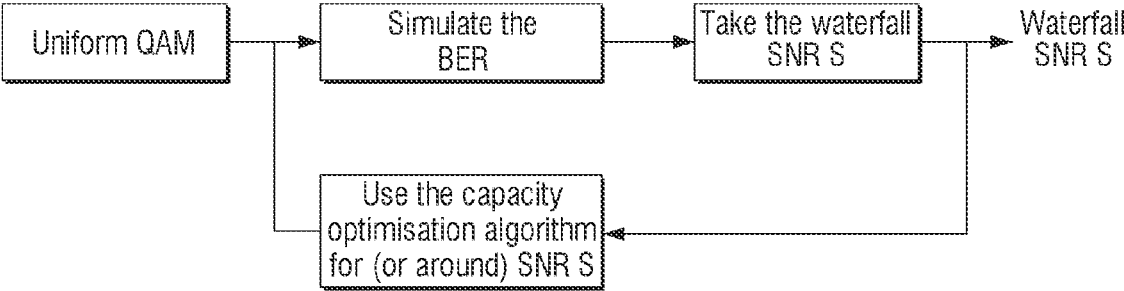 Uniform QAM
Simulate the
BER
Take the waterfall
SNR S
Waterfall
SNR S
Use the capacity
optimisation algorithm
for (or around) SNR S